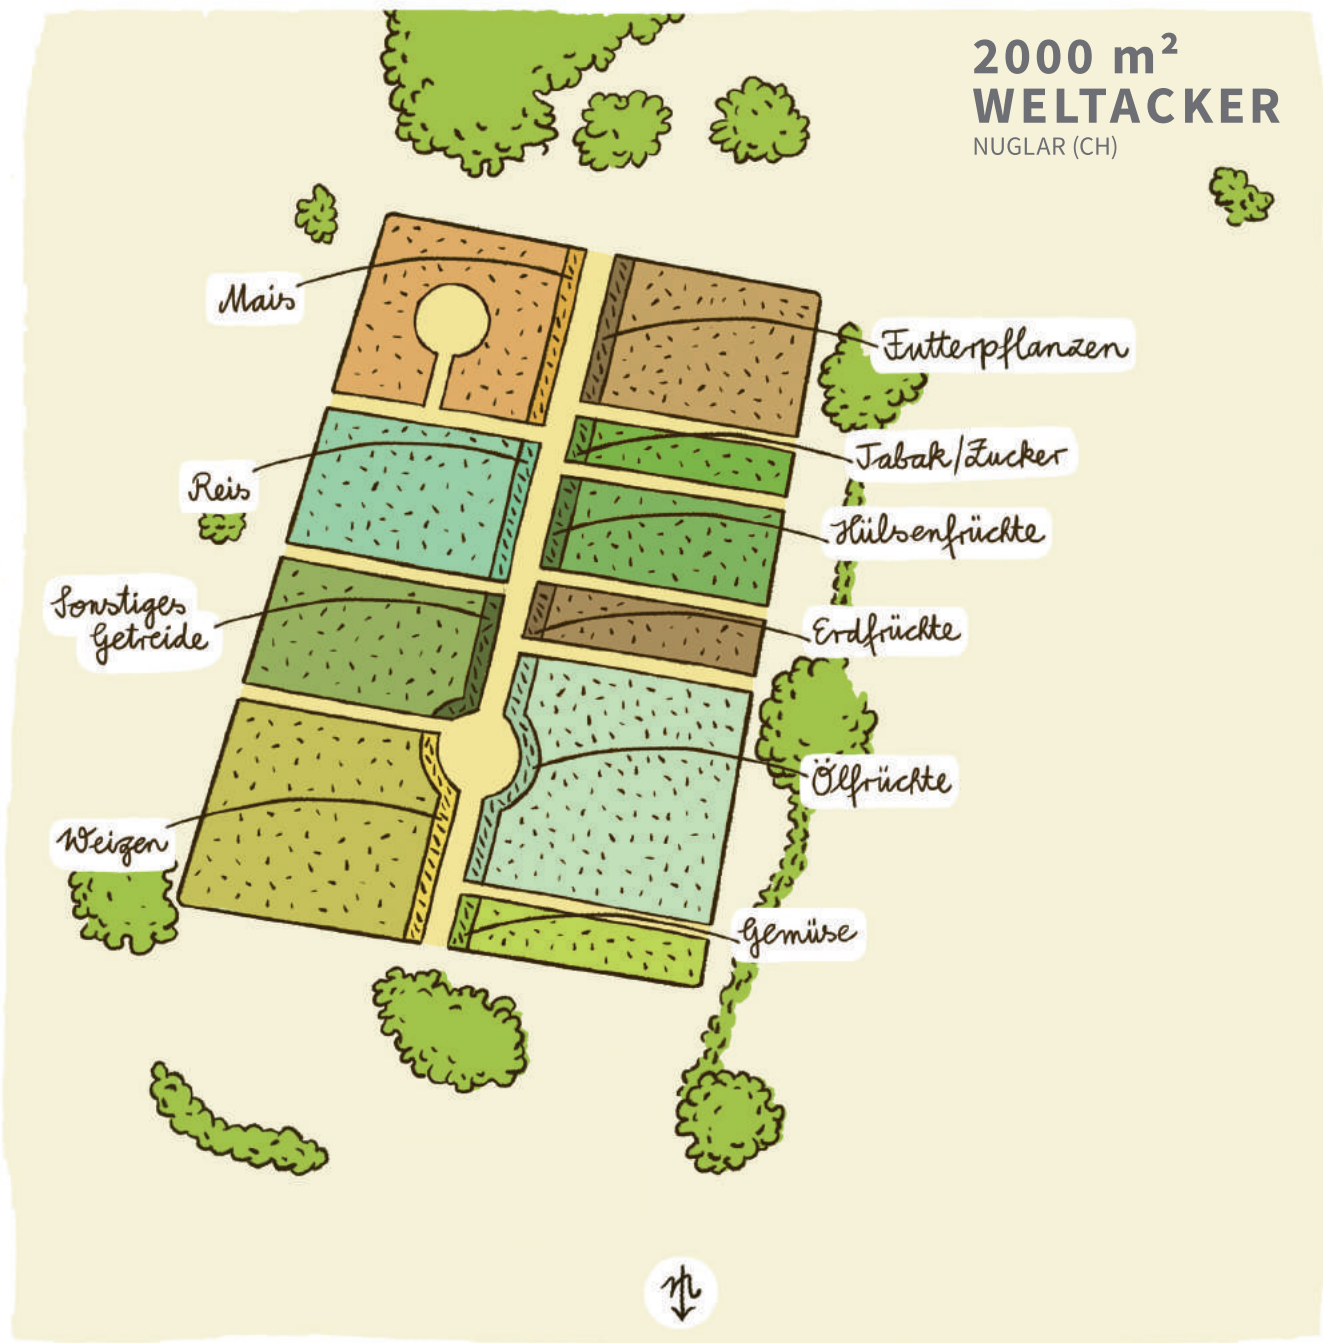 2000 m²
WELTACKER
NUGLAR (CH)
Mais
Futterpflanzen
Tabak/Zucker
Reis
Hülsenfrüchte
Sonstiges
Getreide
Erdfrüchte
Ölfrüchte
Weizen
Gemüse
N